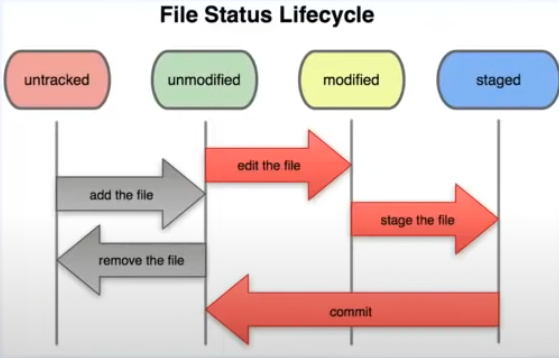 File Status Lifecycle
untracked
unmodified
modified
staged
edit the file
add the file
stage the file
remove the file
commit